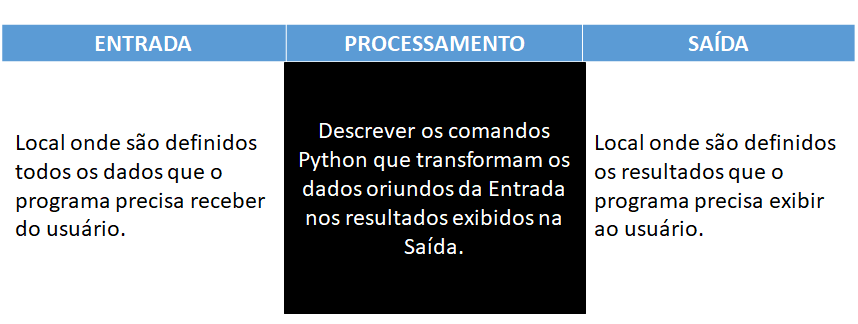 ENTRADA
PROCESSAMENTO
SAÍDA
Local onde são definidos
todos os dados que o
programa precisa receber
do usuário.
Descrever os comandos
Python que transformam os
dados oriundos da Entrada
nos resultados exibidos na
Saída.
Local onde são definidos
os resultados que o
programa precisa exibir
ao usuário.